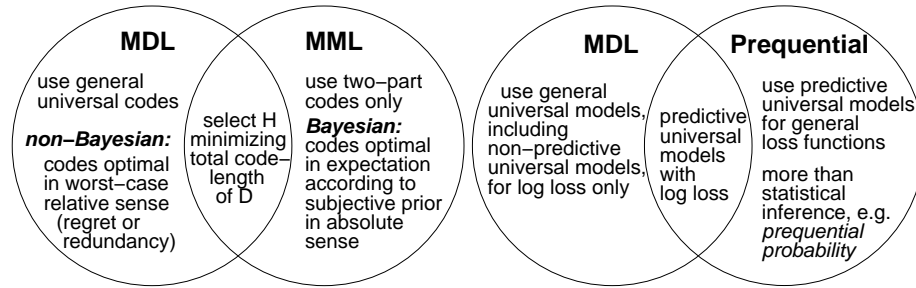 MDL
use general
universal codes
non−Bayesian:
codes optimal
in worst−case
relative sense
(regret or
redundancy)
select H
minimizing
total code−
length
of D
MML
use two−part
codes only
Bayesian:
codes optimal
in expectation
according to
subjective prior
in absolute
sense
MDL
use general
universal models,
including
non−predictive
universal models,
for log loss only
predictive
universal
models
with
log loss
Prequential
use predictive
universal models
for general
loss functions
more than
statistical
inference, e.g.
prequential
probability